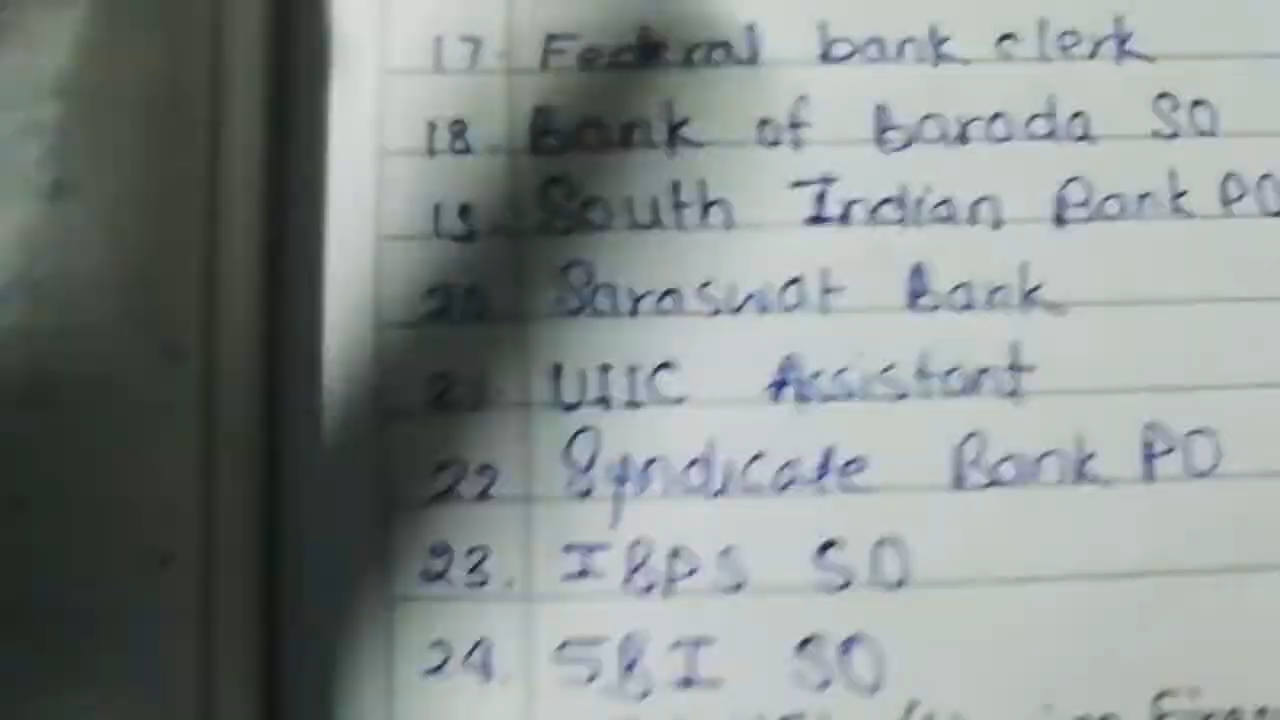 17. Federal bank clerk
18. Bank of Baroda SO
19. South Indian Bank PO
20. Saraswat Bank
21. UIIC Assistant
22. Syndicate Bank PO
23. IBPS SO
24. SBI SO